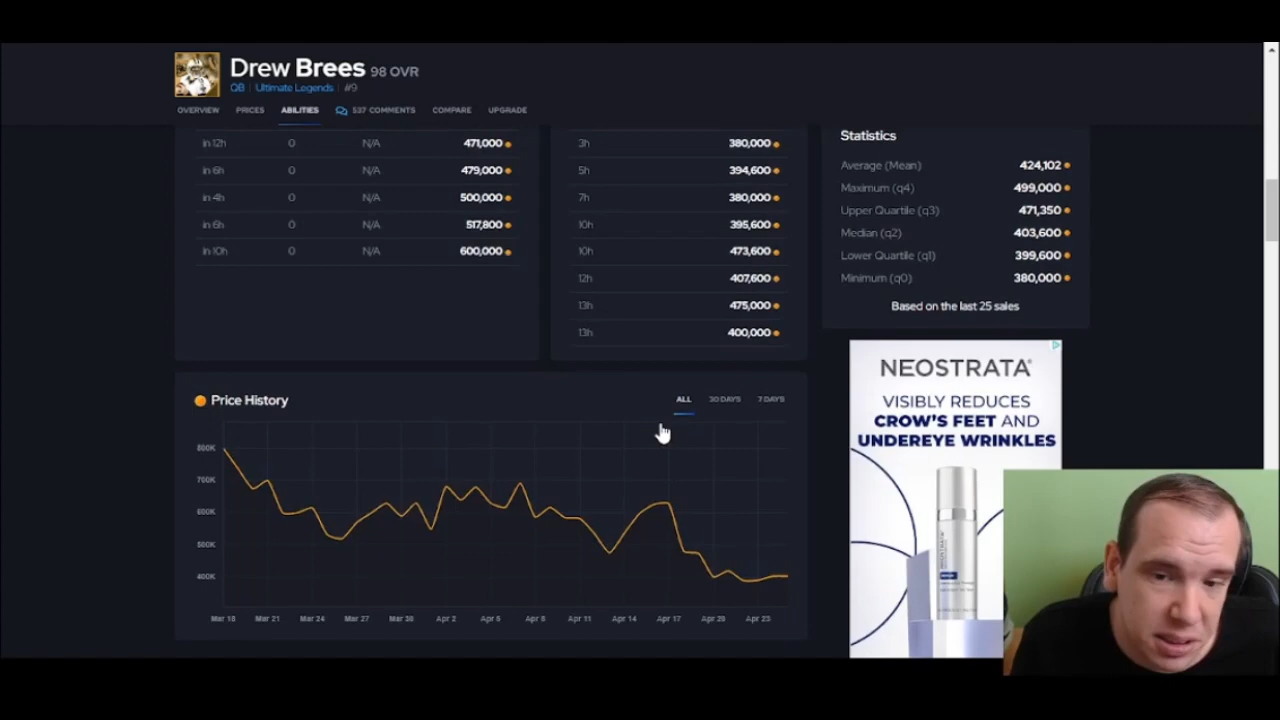 Drew Brees 98 OVR
QB | Ultimate Legends | #9
OVERVIEW PRICES ABILITIES 537 COMMENTS COMPARE UPGRADE
in 12h 0 N/A 471,000
in 6h 0 N/A 479,000
in 4h 0 N/A 500,000
in 6h 0 N/A 517,800
in 10h 0 N/A 600,000
3h 380,000
5h 394,600
7h 380,000
10h 395,600
10h 473,600
12h 407,600
13h 475,000
13h 400,000
Statistics
Average (Mean) 424,102
Maximum (q4) 499,000
Upper Quartile (q3) 471,350
Median (q2) 403,600
Lower Quartile (q1) 399,600
Minimum (q0) 380,000
Based on the last 25 sales
Price History
ALL 30 DAYS 7 DAYS
800K
700K
600K
500K
400K
Mar 18 Mar 21 Mar 24 Mar 27 Mar 30 Apr 2 Apr 5 Apr 8 Apr 11 Apr 14 Apr 17 Apr 20 Apr 23
NEOSTRATA
VISIBLY REDUCES
CROW'S FEET AND
UNDEREYE WRINKLES
NEOSTRATA